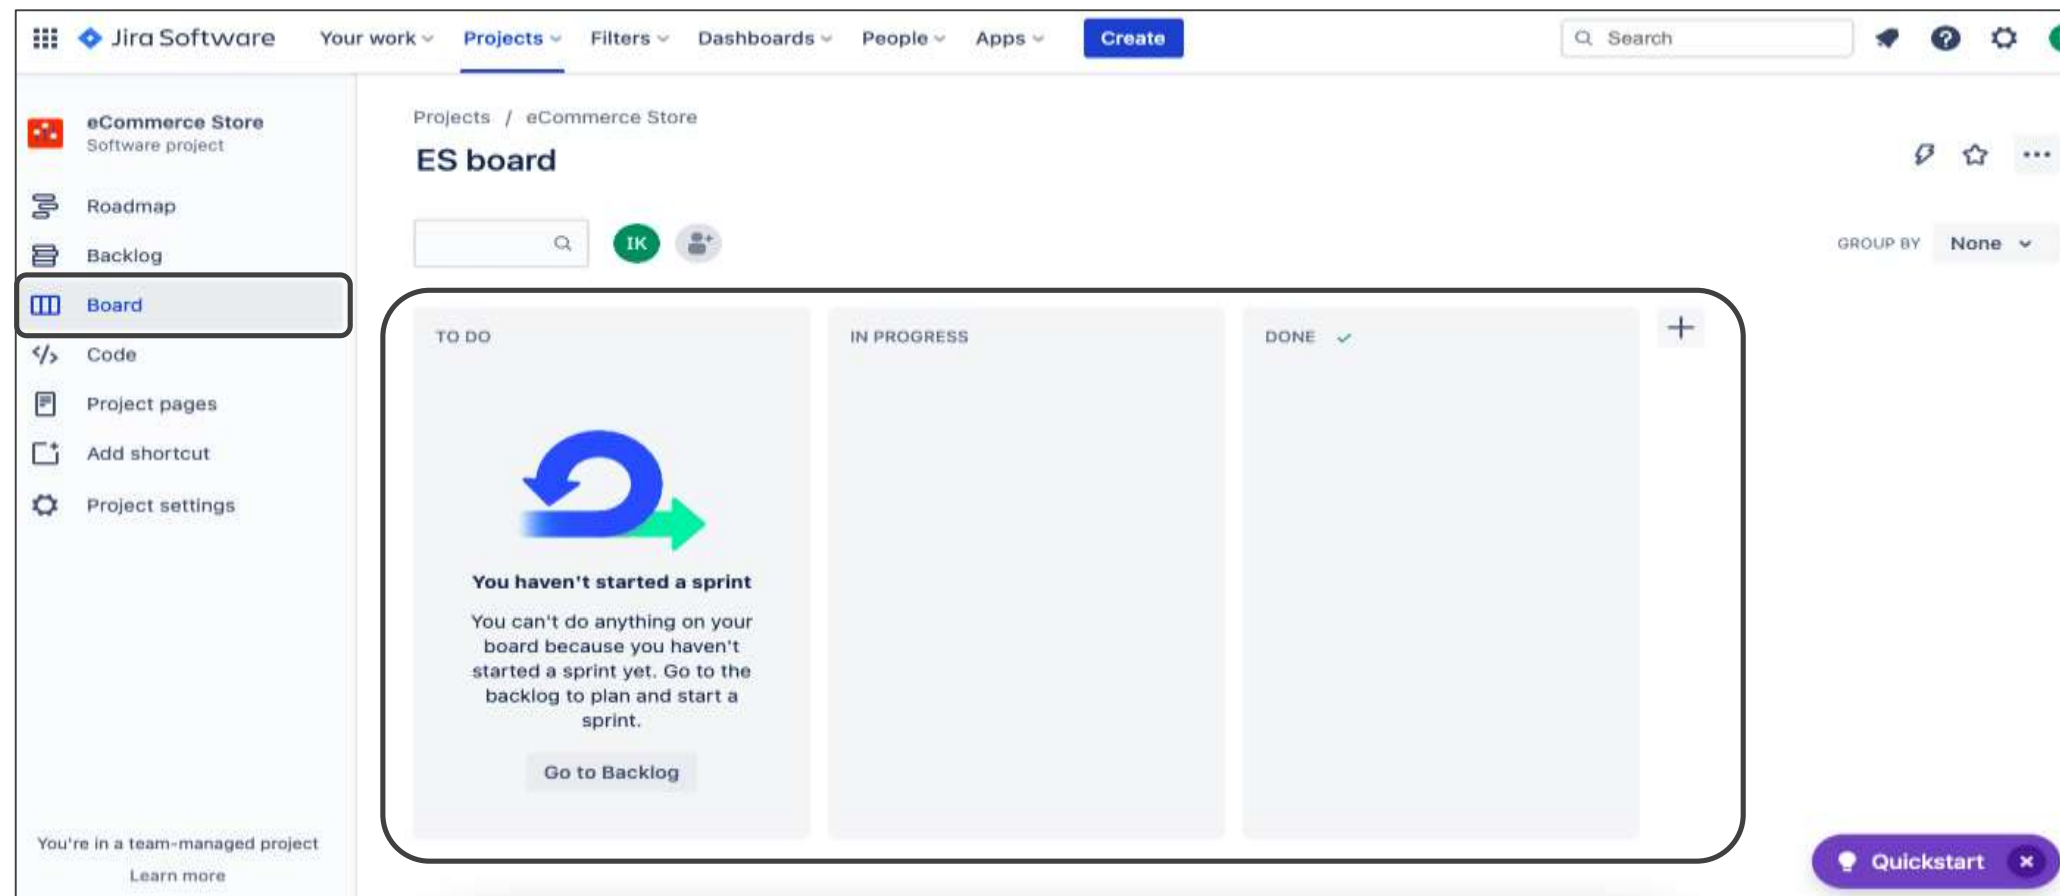 Jira Software Your work Projects Filters Dashboards People Apps Create Search
eCommerce Store
Software project
Roadmap
Backlog
Board
Code
Project pages
Add shortcut
Project settings
You're in a team-managed project
Learn more
Projects / eCommerce Store
ES board
IK
GROUP BY None
TO DO
IN PROGRESS
DONE
You haven't started a sprint
You can't do anything on your
board because you haven't
started a sprint yet. Go to the
backlog to plan and start a
sprint.
Go to Backlog
Quickstart